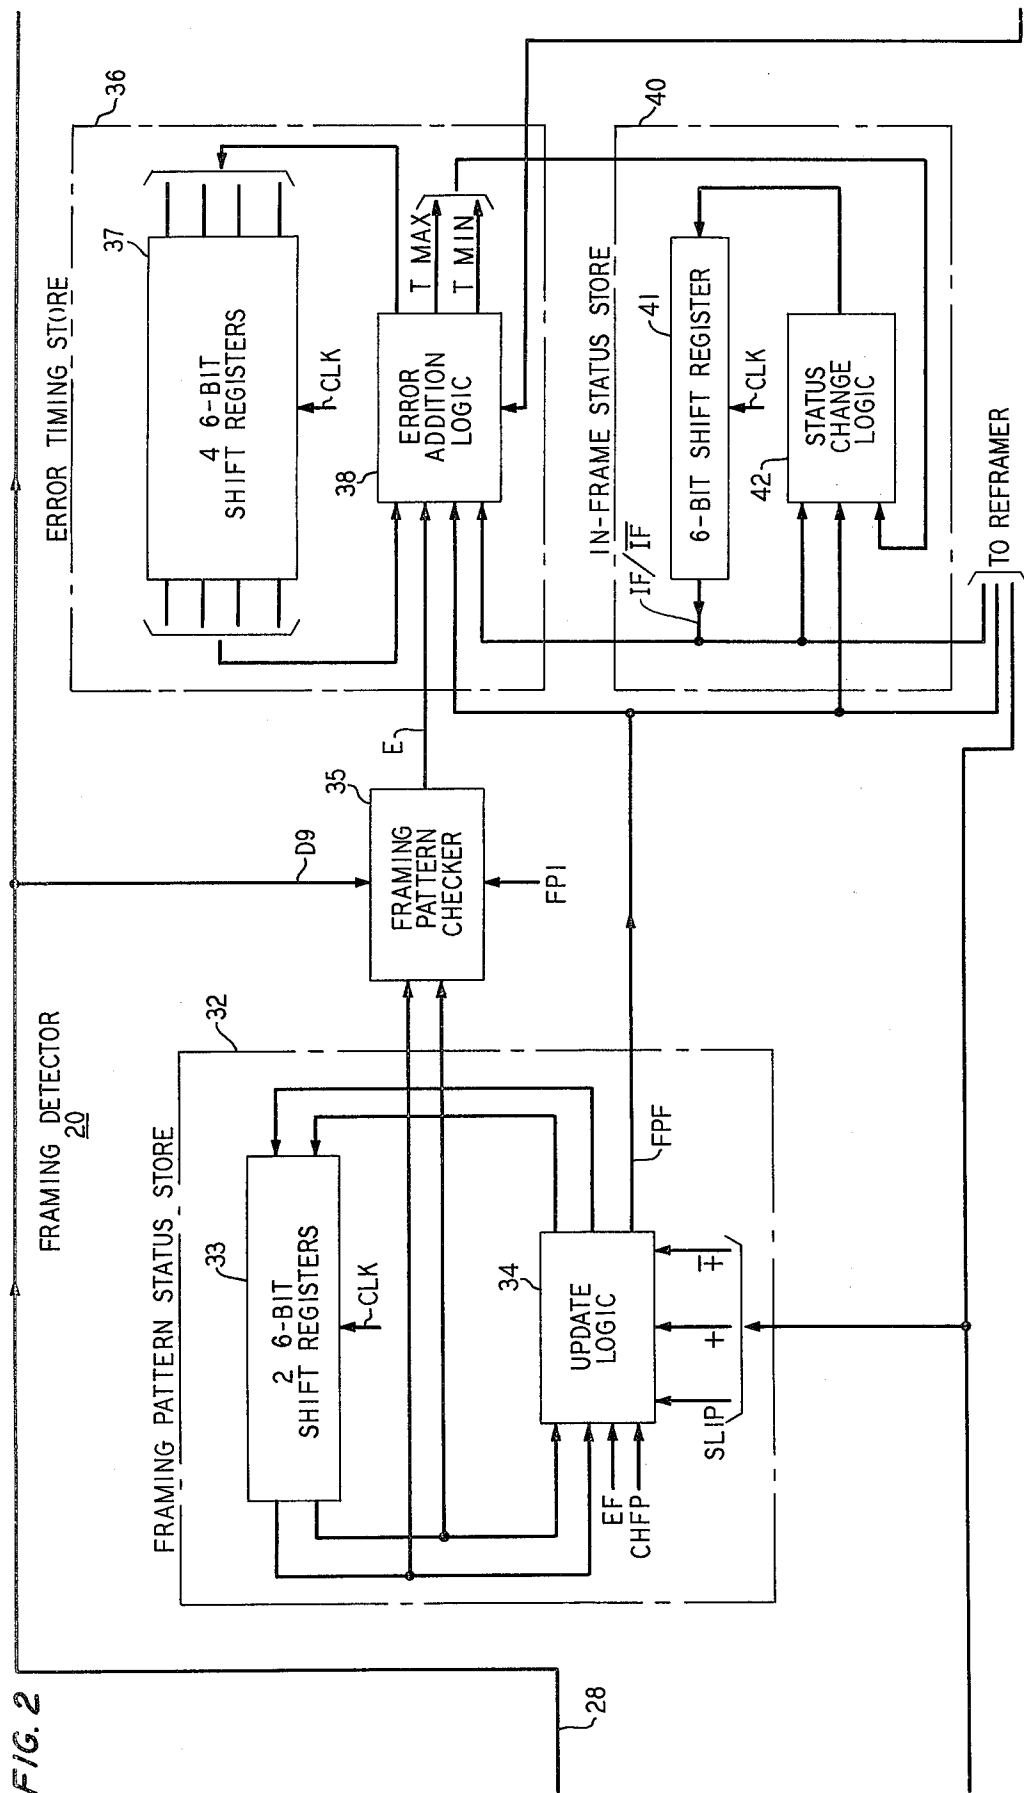 FIG. 2
FRAMING DETECTOR
20
28
FRAMING PATTERN STATUS STORE
32
33
2 6-BIT
SHIFT REGISTERS
CLK
34
UPDATE
LOGIC
EF
CHFP
SLIP
+
+̅
FPF
35
FRAMING
PATTERN
CHECKER
D9
FPI
E
ERROR TIMING STORE
36
37
4 6-BIT
SHIFT REGISTERS
CLK
38
ERROR
ADDITION
LOGIC
T MAX
T MIN
IN-FRAME STATUS STORE
40
41
6-BIT SHIFT REGISTER
IF/I̅F̅
CLK
42
STATUS
CHANGE
LOGIC
TO REFRAMER